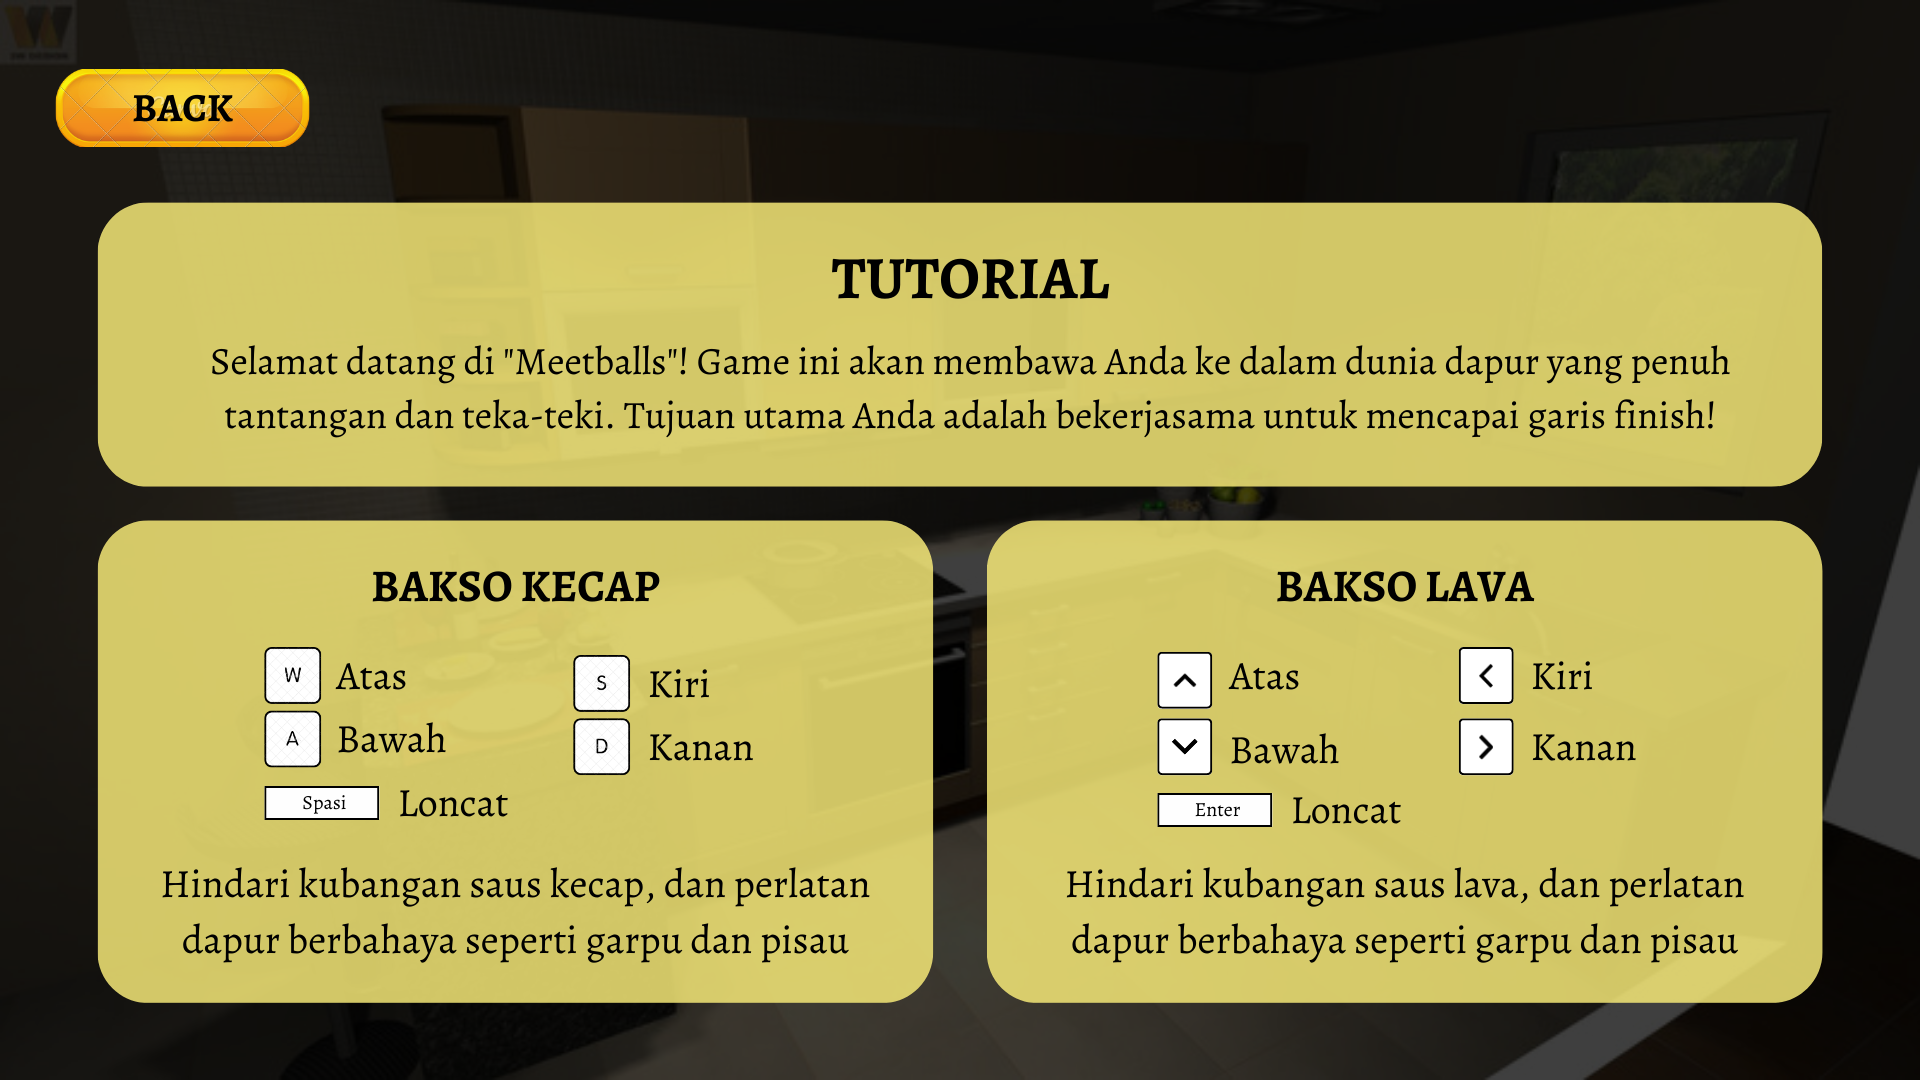 BACK
TUTORIAL
Selamat datang di "Meetballs"! Game ini akan membawa Anda ke dalam dunia dapur yang penuh
tantangan dan teka-teki. Tujuan utama Anda adalah bekerjasama untuk mencapai garis finish!
BAKSO KECAP
W Atas
S Kiri
A Bawah
D Kanan
Spasi Loncat
Hindari kubangan saus kecap, dan perlatan
dapur berbahaya seperti garpu dan pisau
BAKSO LAVA
Atas
Kiri
Bawah
Kanan
Enter Loncat
Hindari kubangan saus lava, dan perlatan
dapur berbahaya seperti garpu dan pisau